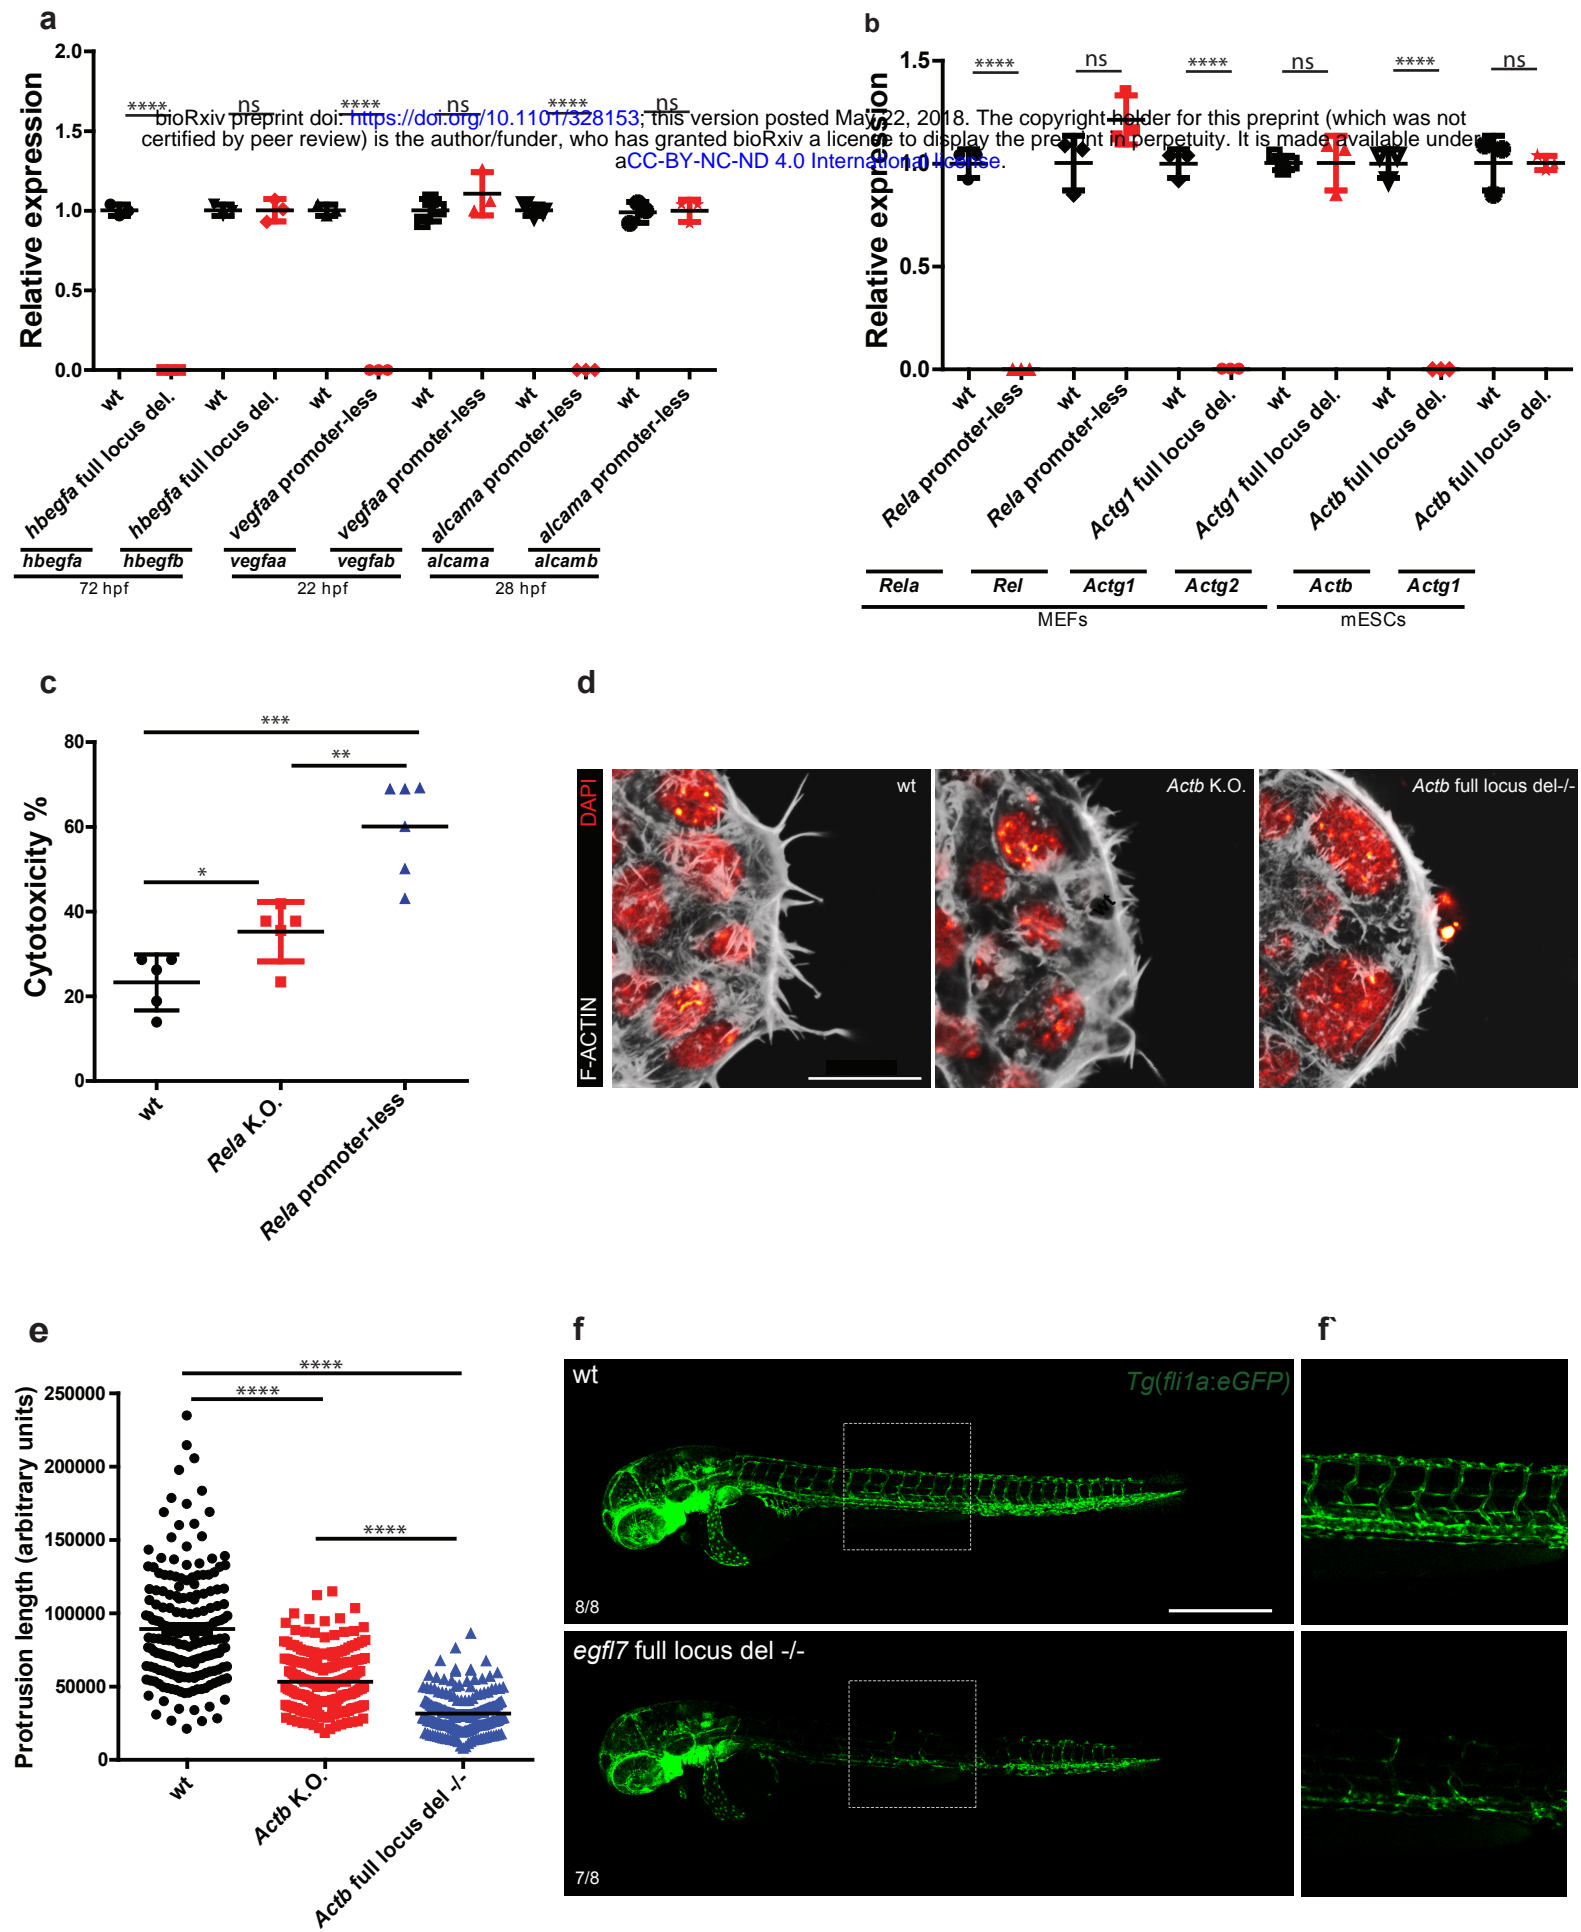 a
2.0
1.5
1.0
0.5
0.0
Relative expression
**** ns **** ns **** ns
wt
hbegfa full locus del.
wt
hbegfa full locus del.
wt
vegfaa promoter-less
wt
vegfaa promoter-less
wt
alcama promoter-less
wt
alcama promoter-less
hbegfa hbegfb vegfaa vegfab alcama alcamb
72 hpf 22 hpf 28 hpf
bioRxiv preprint doi: https://doi.org/10.1101/328153; this version posted May 22, 2018. The copyright holder for this preprint (which was not
certified by peer review) is the author/funder, who has granted bioRxiv a license to display the preprint in perpetuity. It is made available under
aCC-BY-NC-ND 4.0 International license.
b
1.5
1.0
0.5
0.0
Relative expression
**** ns **** ns **** ns
wt
Rela promoter-less
wt
Rela promoter-less
wt
Actg1 full locus del.
wt
Actg1 full locus del.
wt
Actb full locus del.
wt
Actb full locus del.
Rela Rel Actg1 Actg2 Actb Actg1
MEFs mESCs
c
80
60
40
20
0
Cytotoxicity %
***
**
*
wt
Rela K.O.
Rela promoter-less
d
F-ACTIN DAPI
wt
Actb K.O.
Actb full locus del-/-
e
250000
200000
150000
100000
50000
0
Protrusion length (arbitrary units)
****
****
****
wt
Actb K.O.
Actb full locus del -/-
f
wt
Tg(fli1a:eGFP)
8/8
egfl7 full locus del -/-
7/8
f`